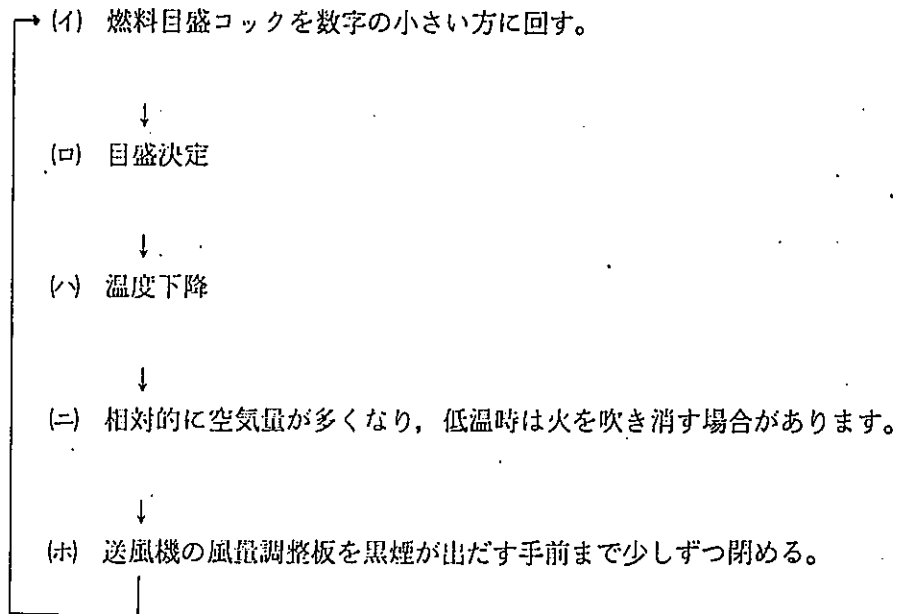 (イ) 燃料目盛コックを数字の小さい方に回す。
↓
(ロ) 目盛決定
↓
(ハ) 温度下降
↓
(ニ) 相対的に空気量が多くなり，低温時は火を吹き消す場合があります。
↓
(ホ) 送風機の風量調整板を黒煙が出だす手前まで少しずつ閉める。